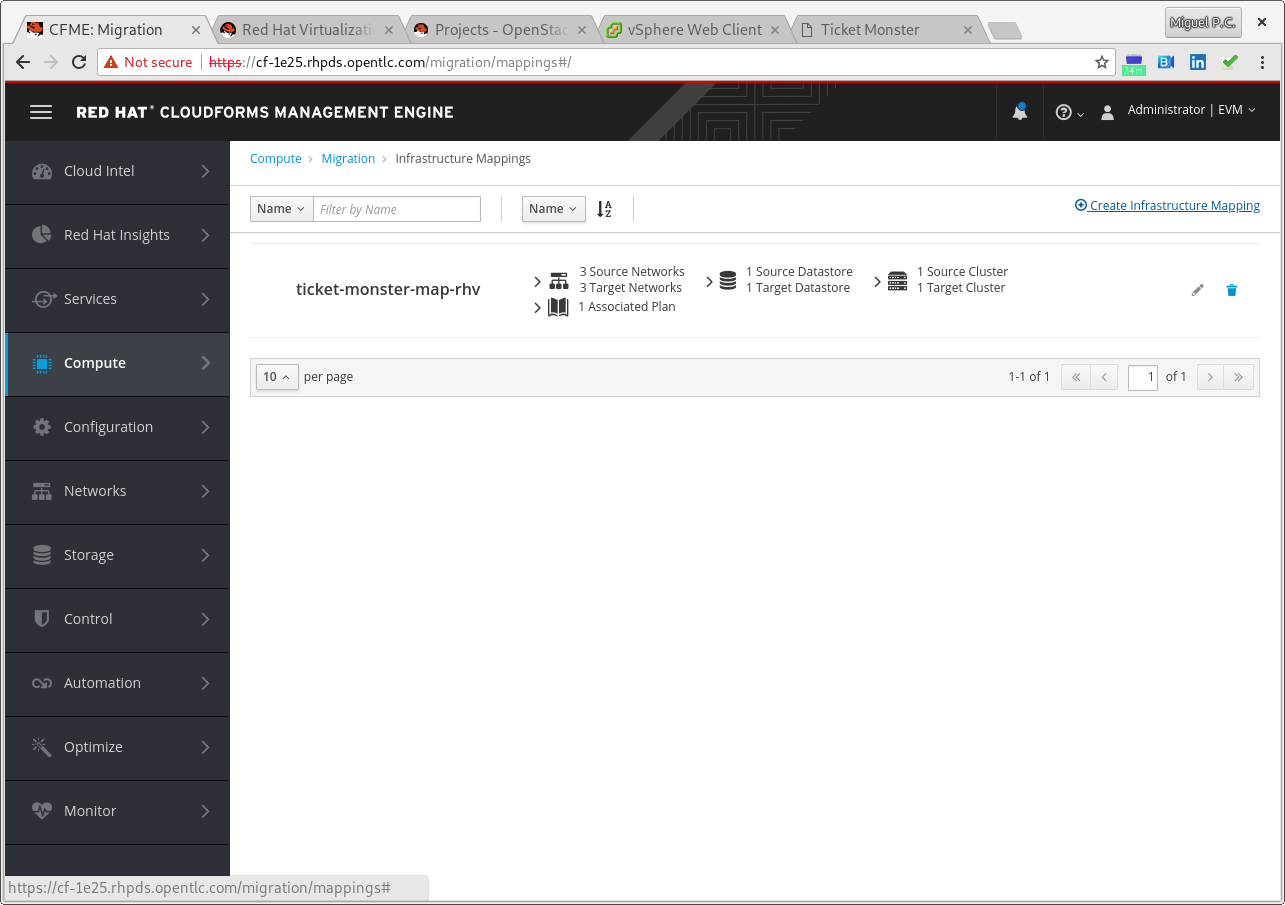 CFME: Migration
Red Hat Virtualizati
Projects - OpenStac
vSphere Web Client
Ticket Monster
Miguel P.C.
Not secure
https://cf-1e25.rhpds.opentlc.com/migration/mappings#/
24m
RED HAT® CLOUDFORMS MANAGEMENT ENGINE
Administrator | EVM
Cloud Intel
Red Hat Insights
Services
Compute
Configuration
Networks
Storage
Control
Automation
Optimize
Monitor
Compute > Migration > Infrastructure Mappings
Name
Filter by Name
Name
Create Infrastructure Mapping
ticket-monster-map-rhv
3 Source Networks
3 Target Networks
1 Source Datastore
1 Target Datastore
1 Source Cluster
1 Target Cluster
1 Associated Plan
10 per page
1-1 of 1
1 of 1
https://cf-1e25.rhpds.opentlc.com/migration/mappings#